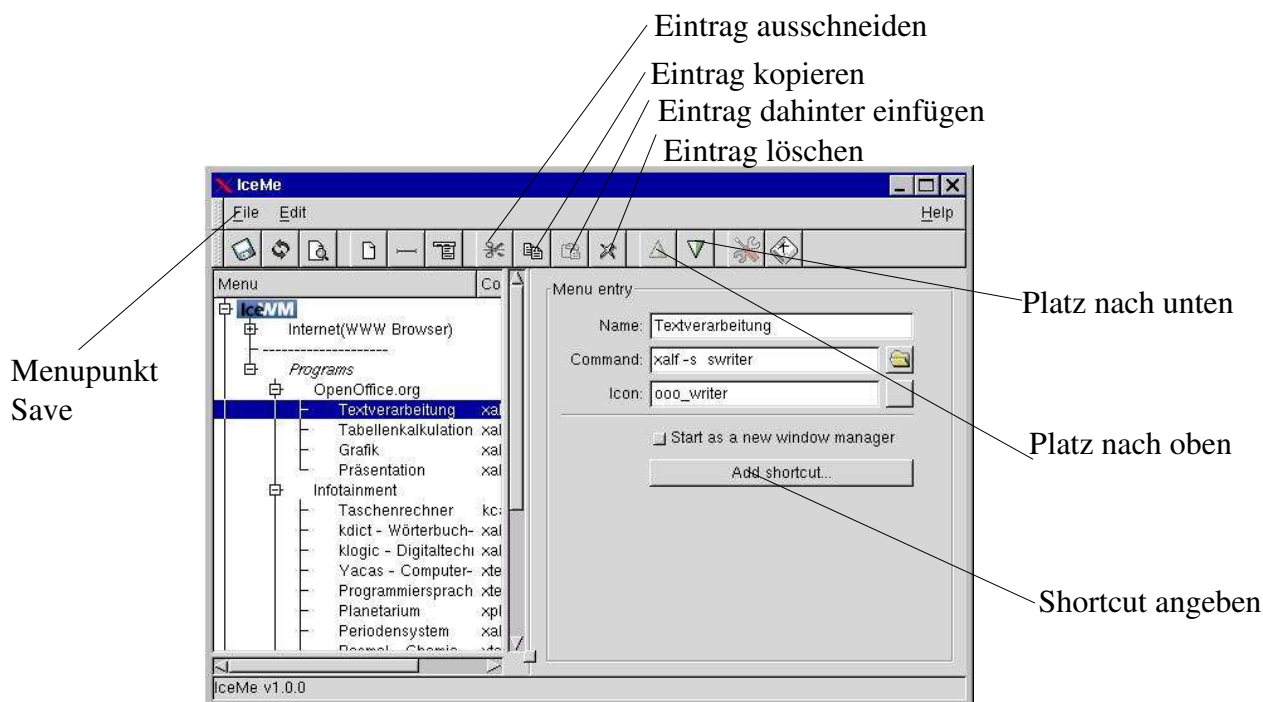 Eintrag ausschneiden
Eintrag kopieren
Eintrag dahinter einfügen
Eintrag löschen
IceMe
File Edit Help
Menu Co
IceWM
Internet(WWW Browser)
--------------------
Programs
OpenOffice.org
Textverarbeitung xal
Tabellenkalkulation xal
Grafik xal
Präsentation xal
Infotainment
Taschenrechner kca
kdict - Wörterbuch- xal
klogic - Digitaltechn xal
Yacas - Computer- xte
Programmiersprach xte
Planetarium xpl
Periodensystem xal
Menu entry
Name: Textverarbeitung
Command: xalf -s swriter
Icon: ooo_writer
Start as a new window manager
Add shortcut...
IceMe v1.0.0
Menupunkt
Save
Platz nach unten
Platz nach oben
Shortcut angeben